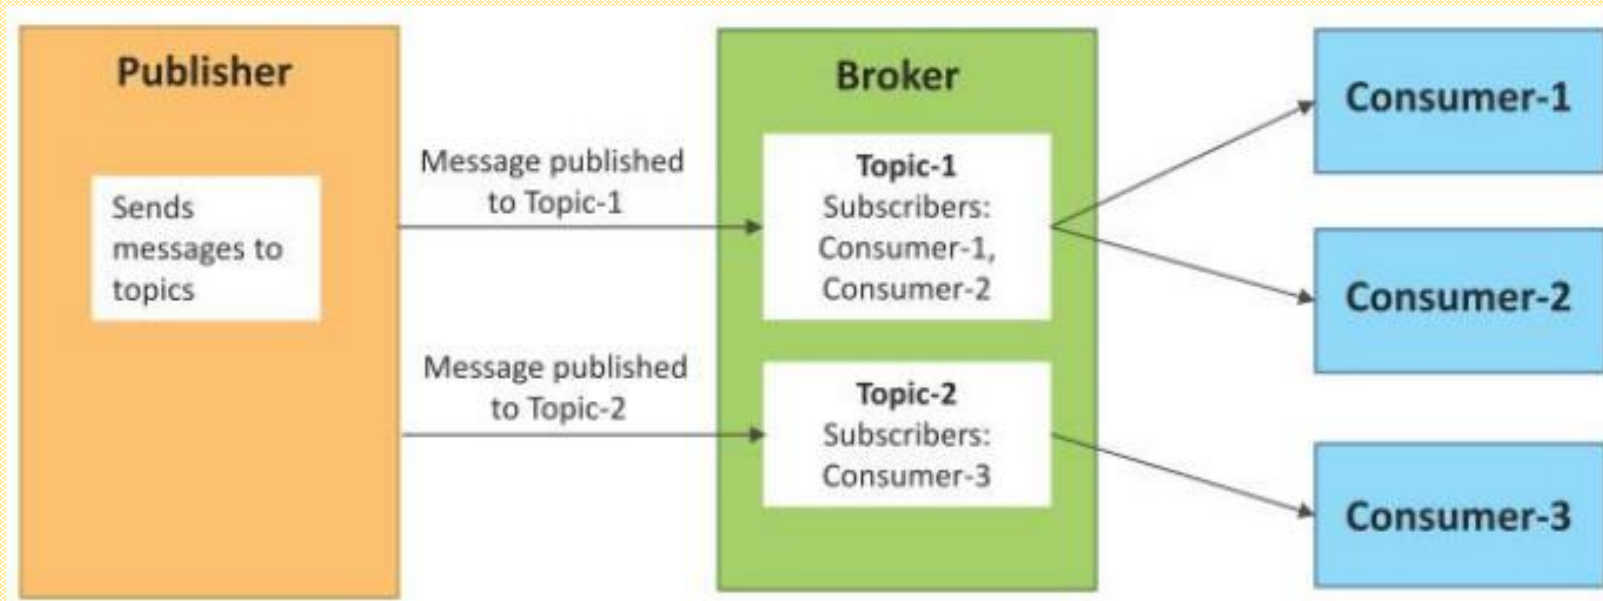 Publisher
Sends
messages to
topics
Message published
to Topic-1
Message published
to Topic-2
Broker
Topic-1
Subscribers:
Consumer-1,
Consumer-2
Topic-2
Subscribers:
Consumer-3
Consumer-1
Consumer-2
Consumer-3